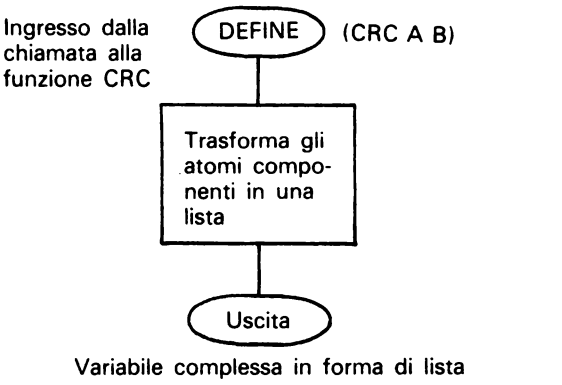 Ingresso dalla
chiamata alla
funzione CRC
DEFINE
(CRC A B)
Trasforma gli
atomi compo-
nenti in una
lista
Uscita
Variabile complessa in forma di lista